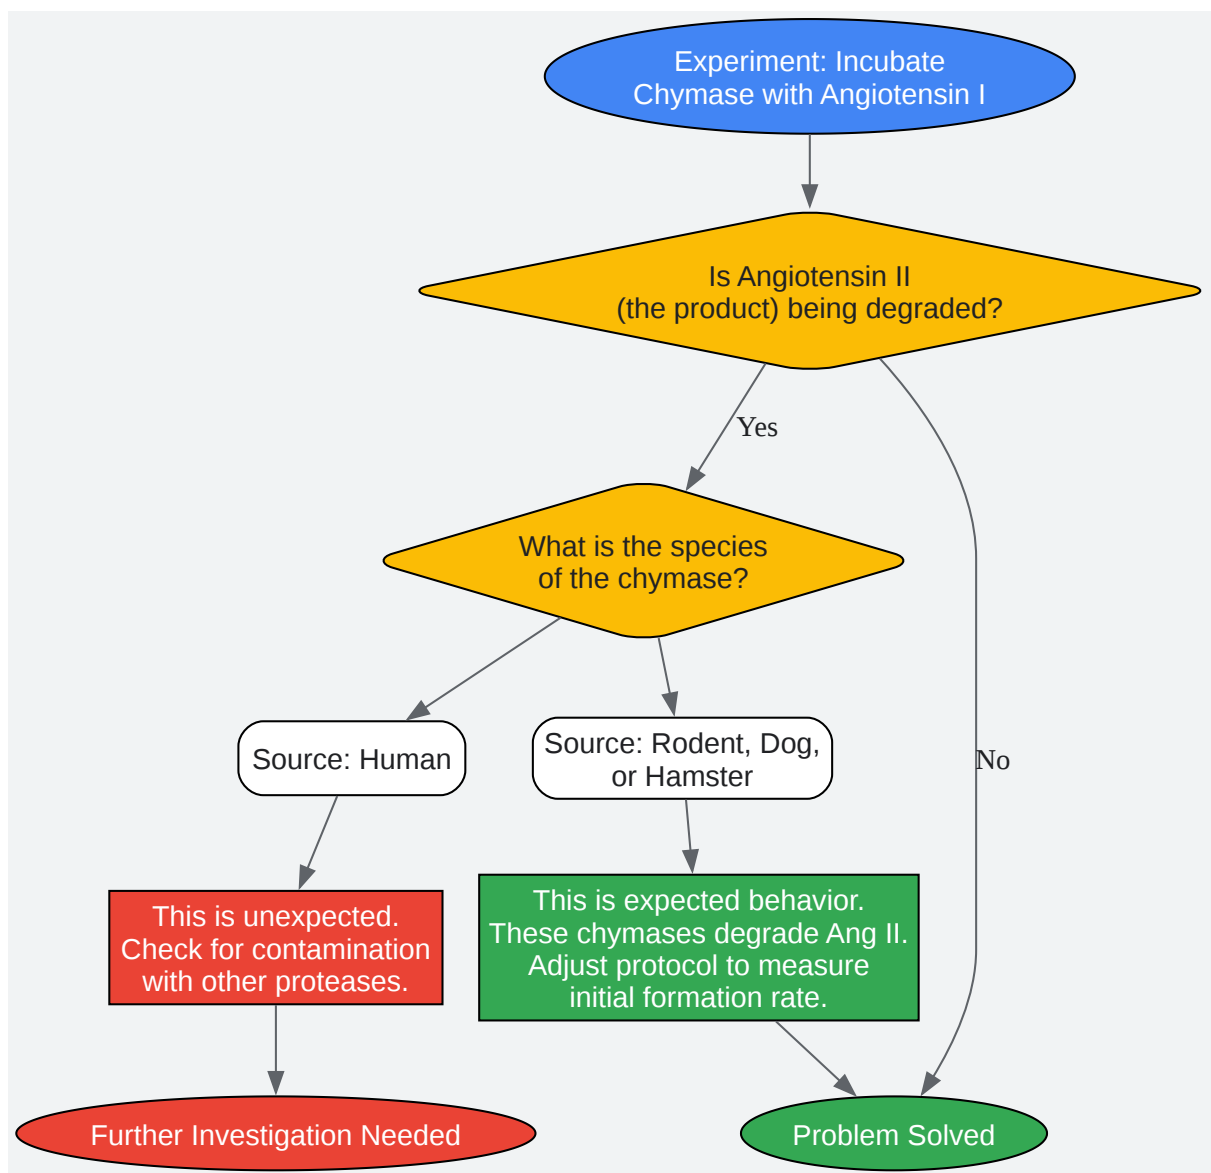 Experiment: Incubate
Chymase with Angiotensin I
Is Angiotensin II
(the product) being degraded?
Yes
What is the species
of the chymase?
Source: Human
Source: Rodent, Dog,
or Hamster
No
This is unexpected.
Check for contamination
with other proteases.
This is expected behavior.
These chymases degrade Ang II.
Adjust protocol to measure
initial formation rate.
Further Investigation Needed
Problem Solved